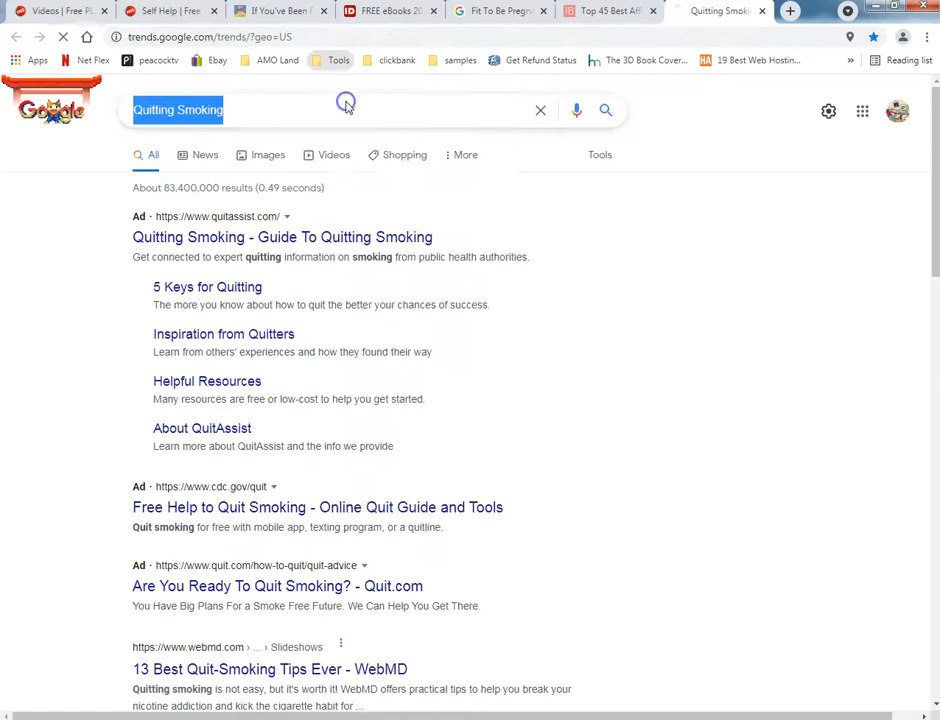 Videos | Free PL
Self Help | Free
If You've Been F
FREE eBooks 20
Fit To Be Pregna
Top 45 Best Affi
Quitting Smokin
trends.google.com/trends/?geo=US
Apps
Net Flex
peacocktv
Ebay
AMO Land
Tools
clickbank
samples
Get Refund Status
The 3D Book Cover...
19 Best Web Hostin...
»
Reading list
Google
Quitting Smoking
All
News
Images
Videos
Shopping
More
Tools
About 83,400,000 results (0.49 seconds)
Ad · https://www.quitassist.com/
Quitting Smoking - Guide To Quitting Smoking
Get connected to expert quitting information on smoking from public health authorities.
5 Keys for Quitting
The more you know about how to quit the better your chances of success.
Inspiration from Quitters
Learn from others' experiences and how they found their way
Helpful Resources
Many resources are free or low-cost to help you get started.
About QuitAssist
Learn more about QuitAssist and the info we provide
Ad · https://www.cdc.gov/quit
Free Help to Quit Smoking - Online Quit Guide and Tools
Quit smoking for free with mobile app, texting program, or a quitline.
Ad · https://www.quit.com/how-to-quit/quit-advice
Are You Ready To Quit Smoking? - Quit.com
You Have Big Plans For a Smoke Free Future. We Can Help You Get There.
https://www.webmd.com › ... › Slideshows
13 Best Quit-Smoking Tips Ever - WebMD
Quitting smoking is not easy, but it's worth it! WebMD offers practical tips to help you break your
nicotine addiction and kick the cigarette habit for ...